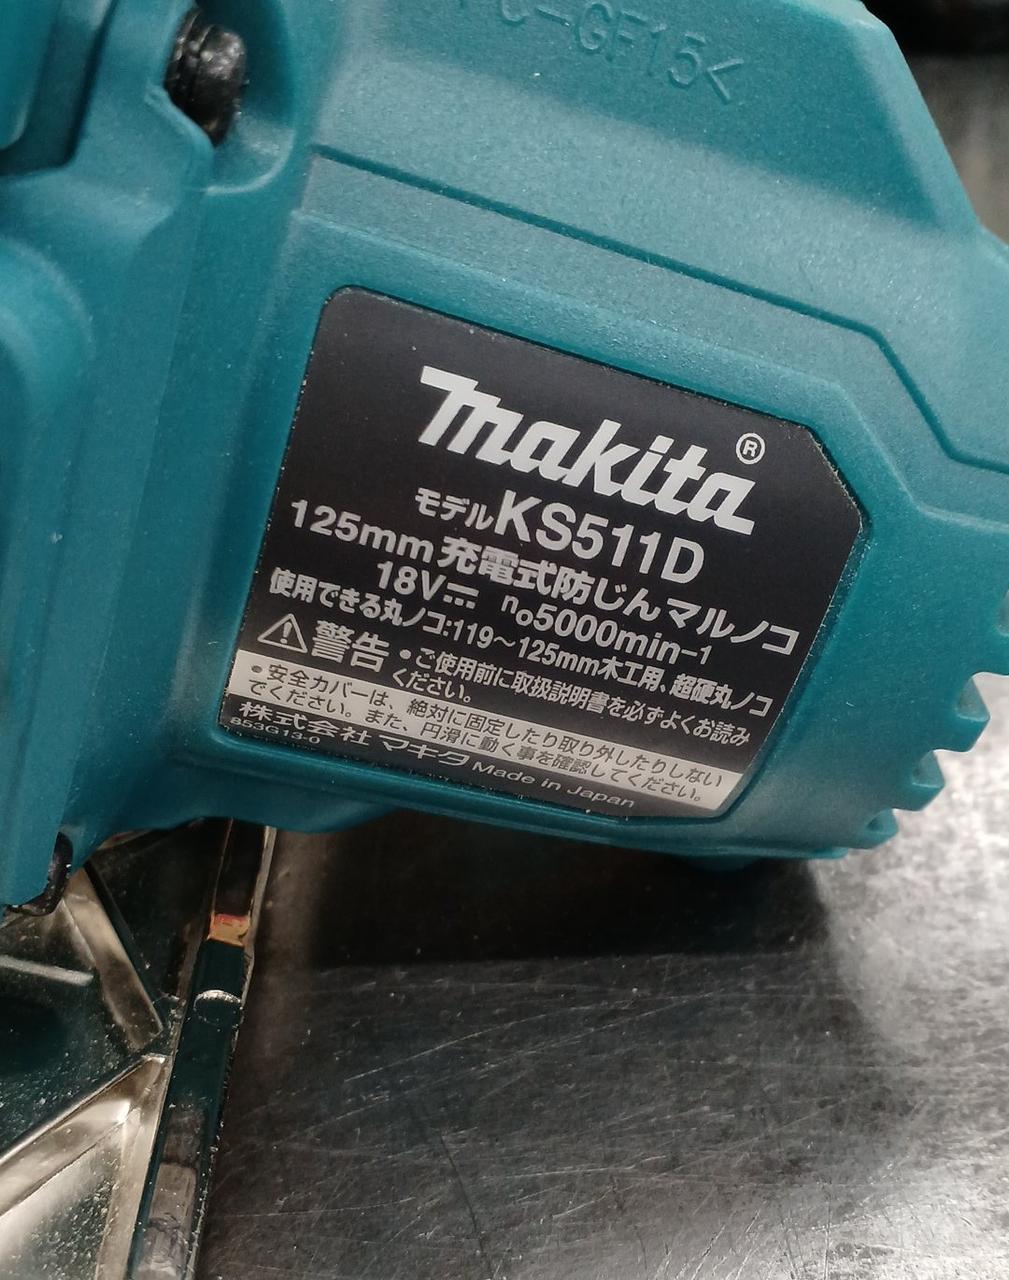 C-GF15<
makita®
モデルKS511D
125mm充電式防じんマルノコ
18V⎓ n₀5000min⁻¹
使用できる丸ノコ:119～125mm木工用、超硬丸ノコ
⚠警告 •ご使用前に取扱説明書を必ずよくお読み
ください。
•安全カバーは、絶対に固定したり取り外したりしない
でください。また、円滑に動く事を確認してください。
株式会社 マキタ Made in Japan
853G13-0